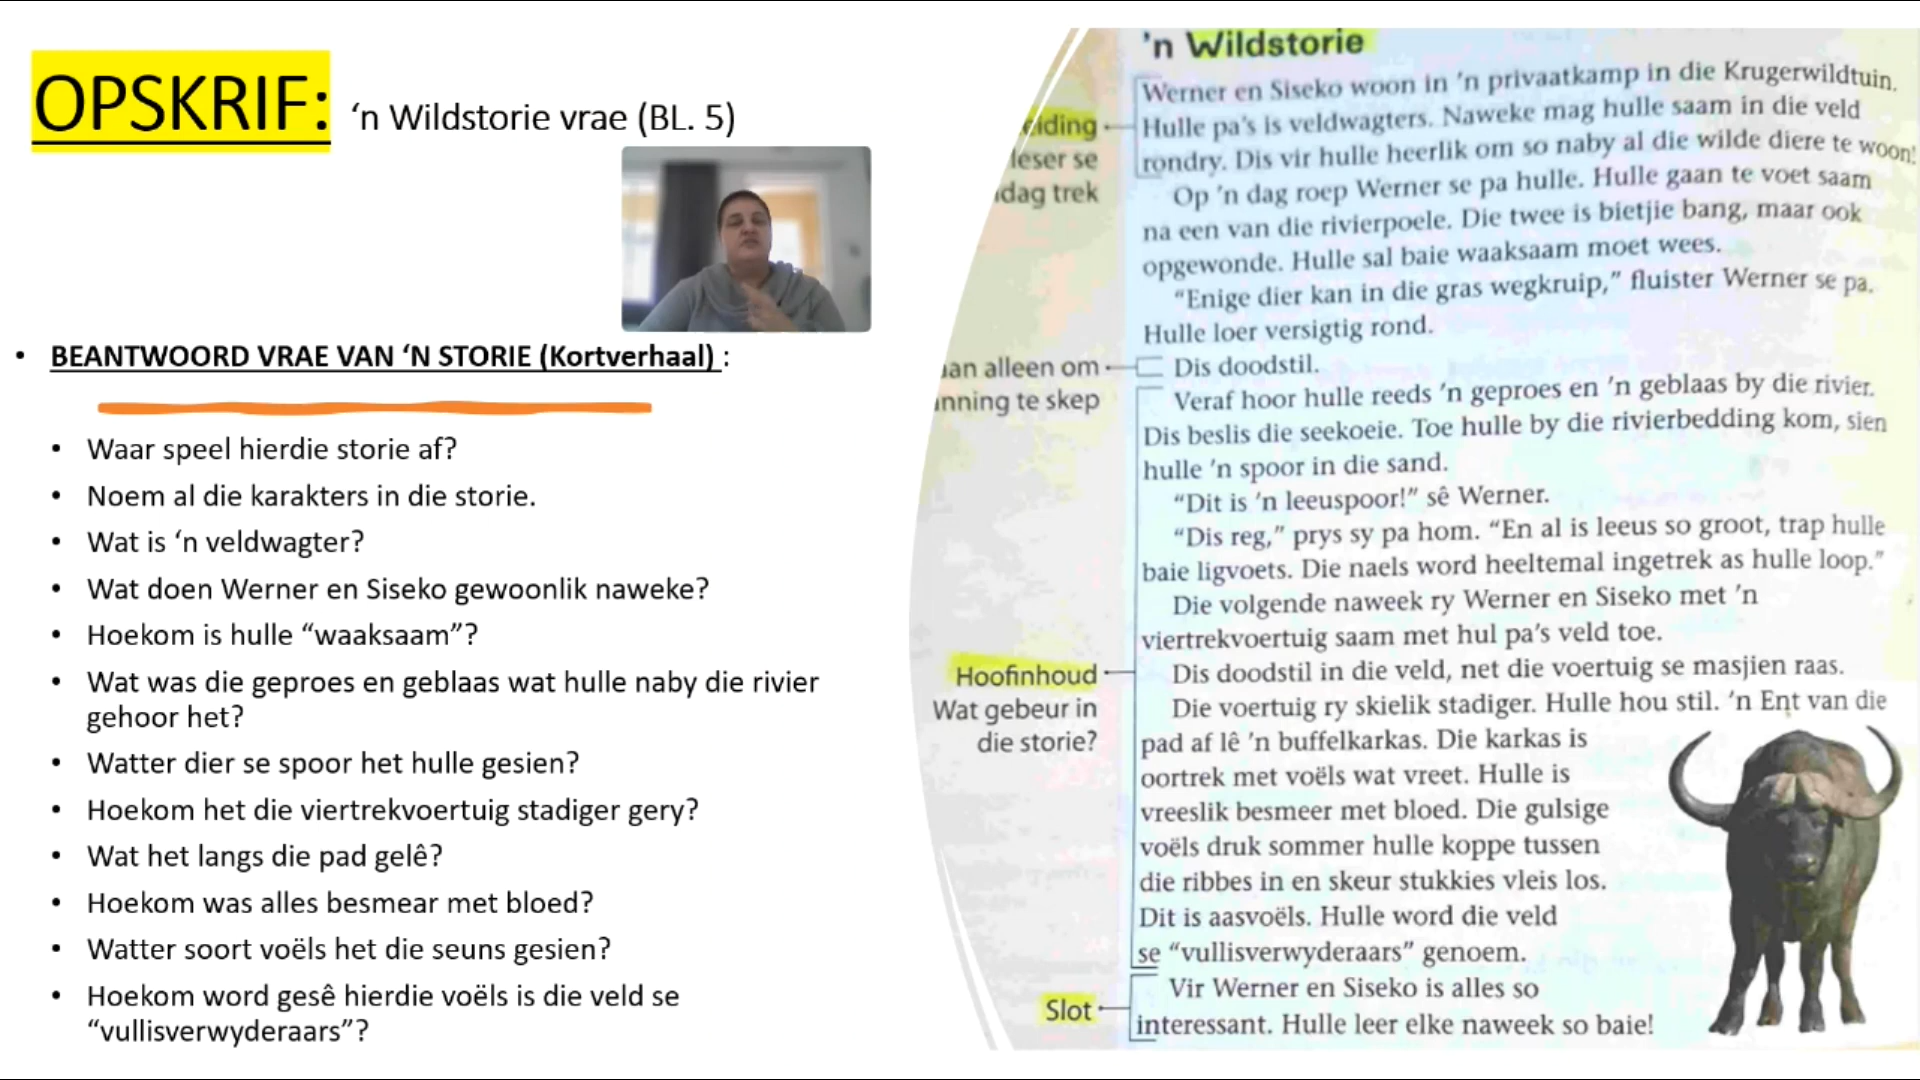 OPSKRIF: ‘n Wildstorie vrae (BL. 5)
• BEANTWOORD VRAE VAN ‘N STORIE (Kortverhaal) :
• Waar speel hierdie storie af?
• Noem al die karakters in die storie.
• Wat is ‘n veldwagter?
• Wat doen Werner en Siseko gewoonlik naweke?
• Hoekom is hulle “waaksaam”?
• Wat was die geproes en geblaas wat hulle naby die rivier
gehoor het?
• Watter dier se spoor het hulle gesien?
• Hoekom het die viertrekvoertuig stadiger gery?
• Wat het langs die pad gelê?
• Hoekom was alles besmear met bloed?
• Watter soort voëls het die seuns gesien?
• Hoekom word gesê hierdie voëls is die veld se
“vullisverwyderaars”?
’n Wildstorie
Werner en Siseko woon in ’n privaatkamp in die Krugerwildtuin.
Hulle pa’s is veldwagters. Naweke mag hulle saam in die veld
rondry. Dis vir hulle heerlik om so naby al die wilde diere te woon!
Op ’n dag roep Werner se pa hulle. Hulle gaan te voet saam
na een van die rivierpoele. Die twee is bietjie bang, maar ook
opgewonde. Hulle sal baie waaksaam moet wees.
“Enige dier kan in die gras wegkruip,” fluister Werner se pa.
Hulle loer versigtig rond.
Dis doodstil.
Veraf hoor hulle reeds ’n geproes en ’n geblaas by die rivier.
Dis beslis die seekoeie. Toe hulle by die rivierbedding kom, sien
hulle ’n spoor in die sand.
“Dit is ’n leeuspoor!” sê Werner.
“Dis reg,” prys sy pa hom. “En al is leeus so groot, trap hulle
baie ligvoets. Die naels word heeltemal ingetrek as hulle loop.”
Die volgende naweek ry Werner en Siseko met ’n
viertrekvoertuig saam met hul pa’s veld toe.
Dis doodstil in die veld, net die voertuig se masjien raas.
Die voertuig ry skielik stadiger. Hulle hou stil. ’n Ent van die
pad af lê ’n buffelkarkas. Die karkas is
oortrek met voëls wat vreet. Hulle is
vreeslik besmeer met bloed. Die gulsige
voëls druk sommer hulle koppe tussen
die ribbes in en skeur stukkies vleis los.
Dit is aasvoëls. Hulle word die veld
se “vullisverwyderaars” genoem.
Vir Werner en Siseko is alles so
interessant. Hulle leer elke naweek so baie!
leser se
trek
alleen om
te skep
Hoofinhoud
Wat gebeur in
die storie?
Slot